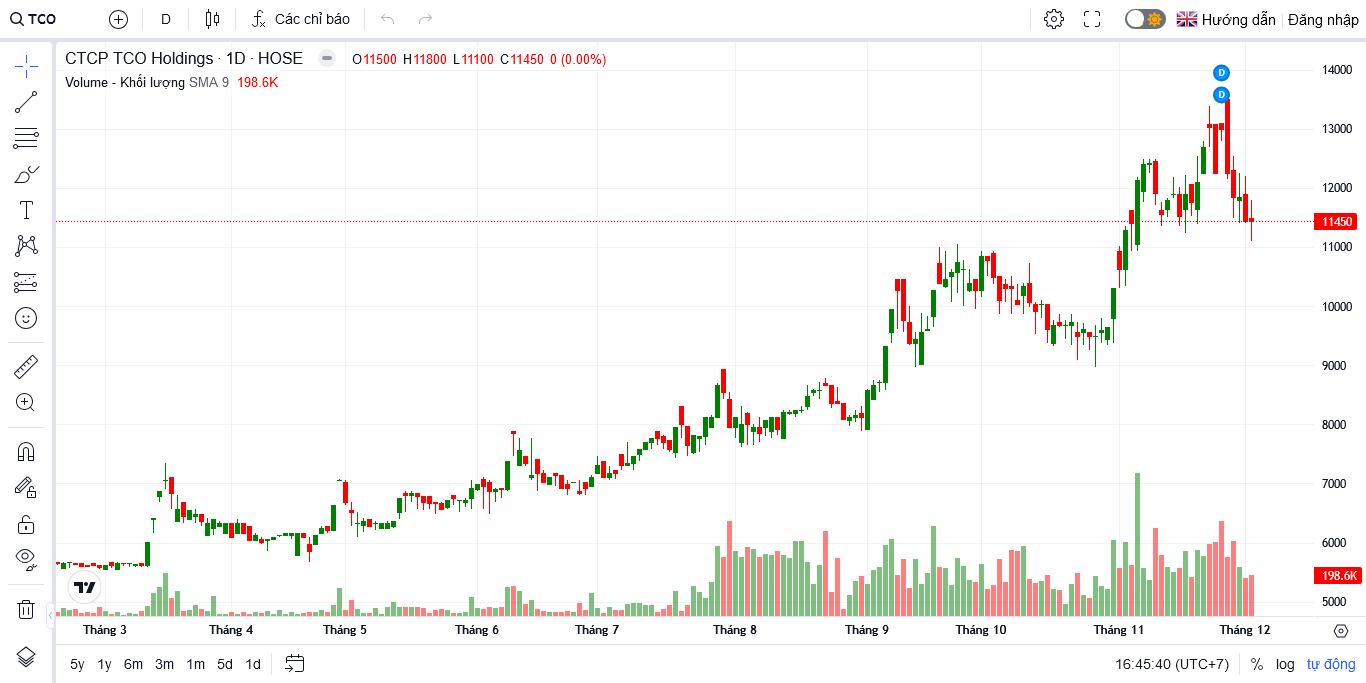 TCO D Các chỉ báo Hướng dẫn Đăng nhập
CTCP TCO Holdings · 1D · HOSE O11500 H11800 L11100 C11450 0 (0.00%)
Volume - Khối lượng SMA 9 198.6K
D
D
14000
13000
12000
11450
11000
10000
9000
8000
7000
6000
198.6K
5000
Tháng 3 Tháng 4 Tháng 5 Tháng 6 Tháng 7 Tháng 8 Tháng 9 Tháng 10 Tháng 11 Tháng 12
5y 1y 6m 3m 1m 5d 1d 16:45:40 (UTC+7) % log tự động